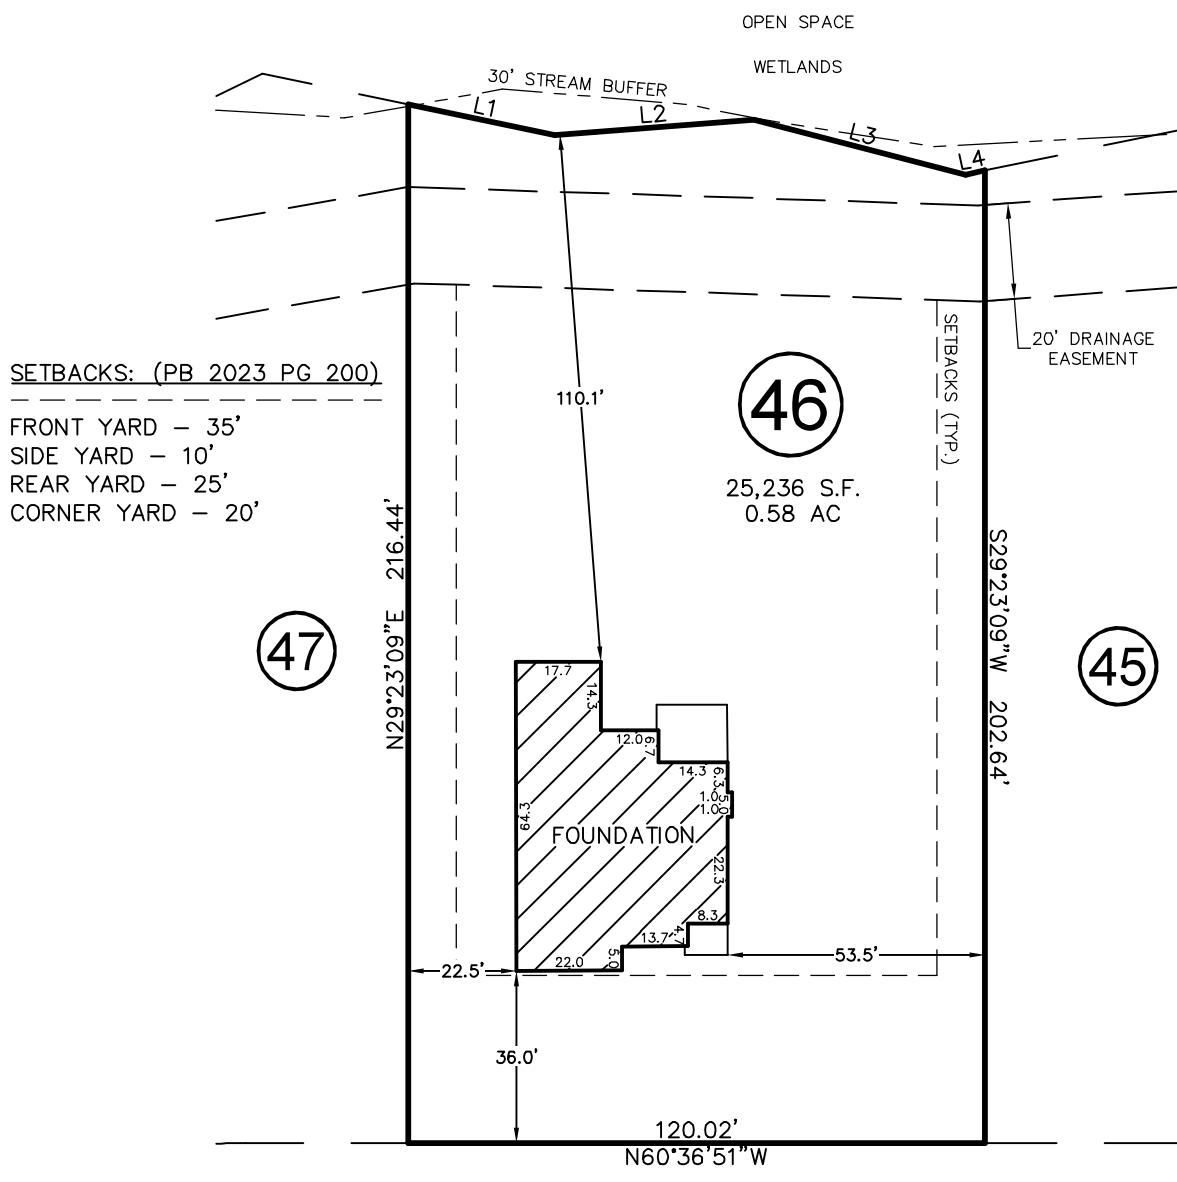 OPEN SPACE
WETLANDS
30' STREAM BUFFER
L1
L2
L3
L4
SETBACKS: (PB 2023 PG 200)
FRONT YARD – 35'
SIDE YARD – 10'
REAR YARD – 25'
CORNER YARD – 20'
110.1'
46
25,236 S.F.
0.58 AC
SETBACKS (TYP.)
20' DRAINAGE
EASEMENT
N29°23'09"E 216.44'
S29°23'09"W 202.64'
47
45
17.7
14.3
12.0
6.7
14.3
6.3
1.0
5.0
1.0
64.3
FOUNDATION
22.3
8.3
4.7
13.7
5.0
22.0
22.5'
53.5'
36.0'
120.02'
N60°36'51"W